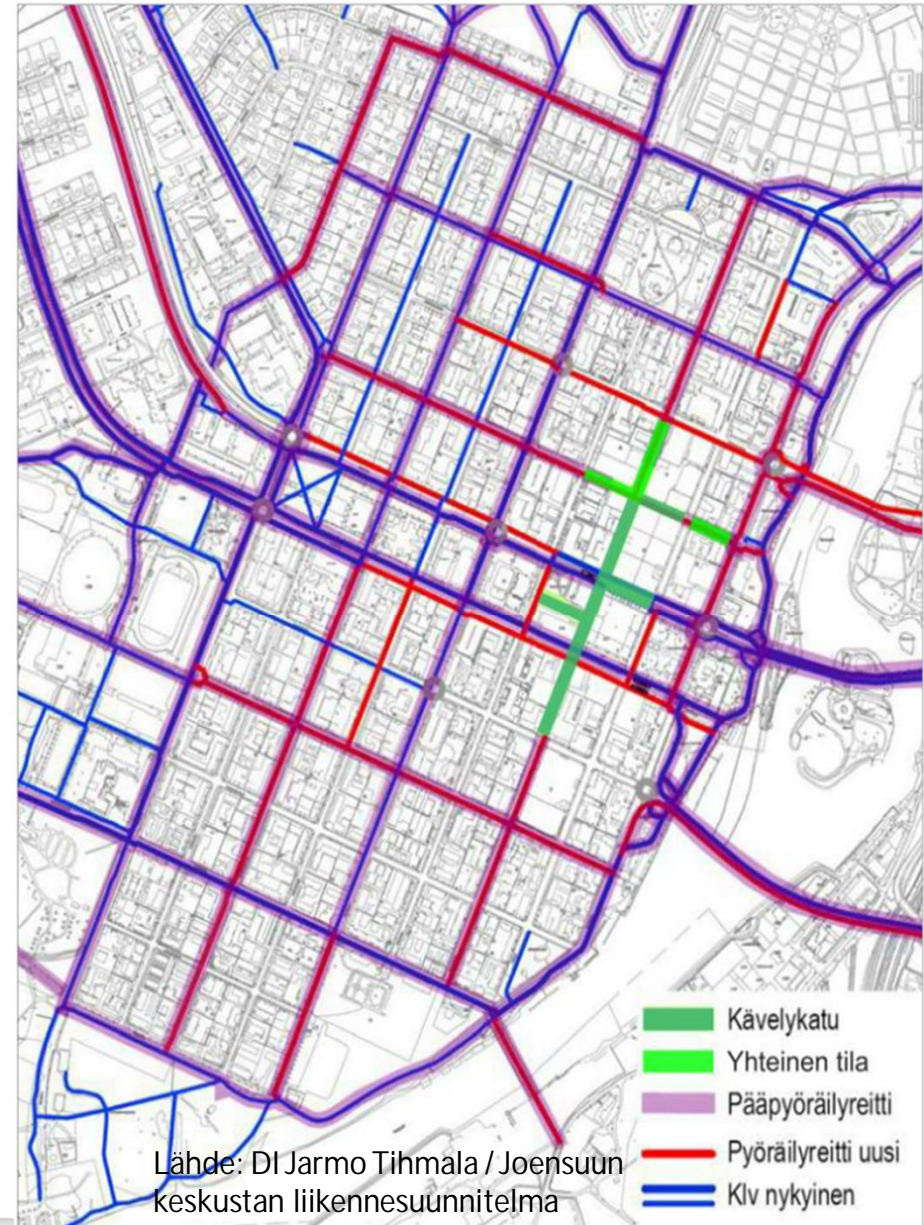 Kävelykatu
Yhteinen tila
Pääpyöräilyreitti
Pyöräilyreitti uusi
Klv nykyinen
Lähde: DI Jarmo Tihmala / Joensuun
keskustan liikennesuunnitelma